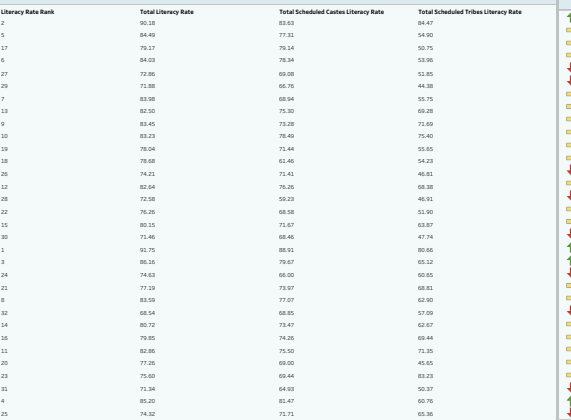 Literacy Rate Rank Total Literacy Rate Total Scheduled Castes Literacy Rate Total Scheduled Tribes Literacy Rate
2 90.18 83.63 84.47
5 84.49 77.31 54.90
17 79.17 79.14 50.75
6 84.03 78.34 53.96
27 72.86 69.08 51.85
29 71.88 66.76 44.38
7 83.98 68.94 55.75
13 82.50 75.30 69.28
9 83.45 73.28 71.69
10 83.23 78.49 75.40
19 78.04 71.44 55.65
18 78.68 61.46 54.23
26 74.21 71.41 46.81
12 82.64 76.26 68.38
28 72.58 59.23 46.91
22 76.26 68.58 51.90
15 80.15 71.67 63.87
30 71.46 68.46 47.74
1 91.75 88.91 80.66
3 86.16 79.67 65.12
24 74.63 66.00 60.65
21 77.19 73.97 68.81
8 83.59 77.07 62.90
32 68.54 68.85 57.09
14 80.72 73.47 62.67
16 79.85 74.26 69.44
11 82.86 75.50 71.35
20 77.26 69.00 45.65
23 75.60 69.44 83.23
31 71.34 64.93 50.37
4 85.20 81.47 60.76
25 74.32 71.71 65.36